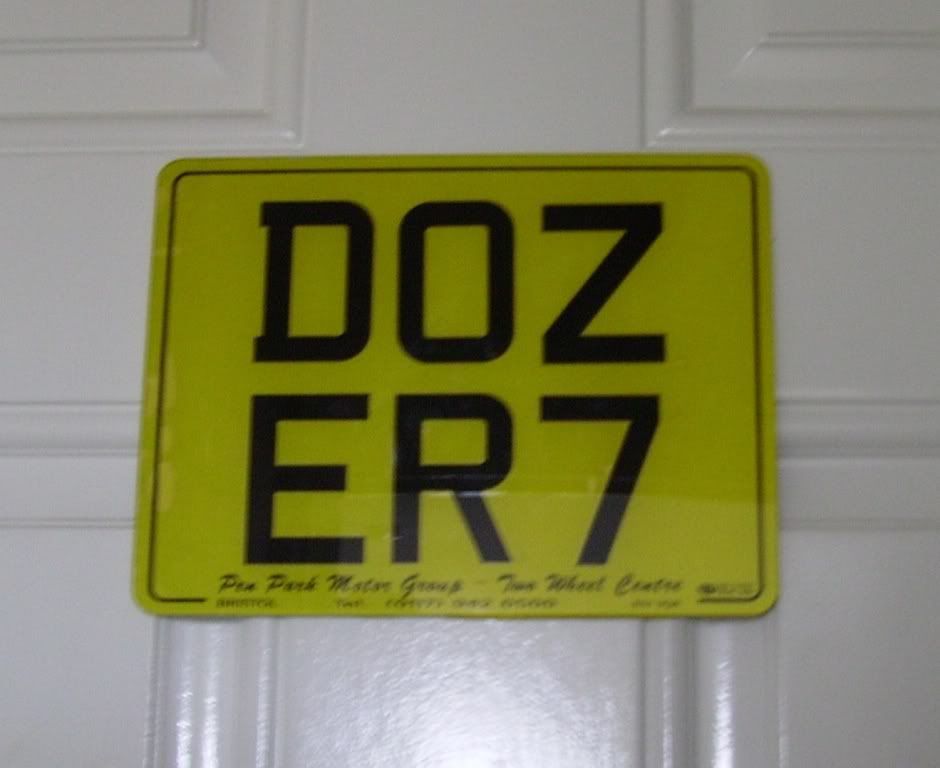 DOZ
ER7
Pen Park Motor Group - Two Wheel Centre
BRISTOL